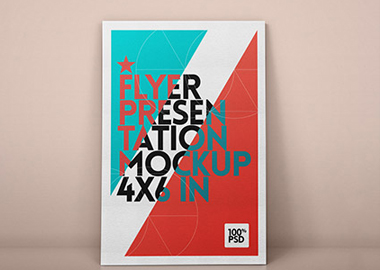 FLYER
PRESEN
TATION
MOCKUP
4X6 IN
100%
PSD